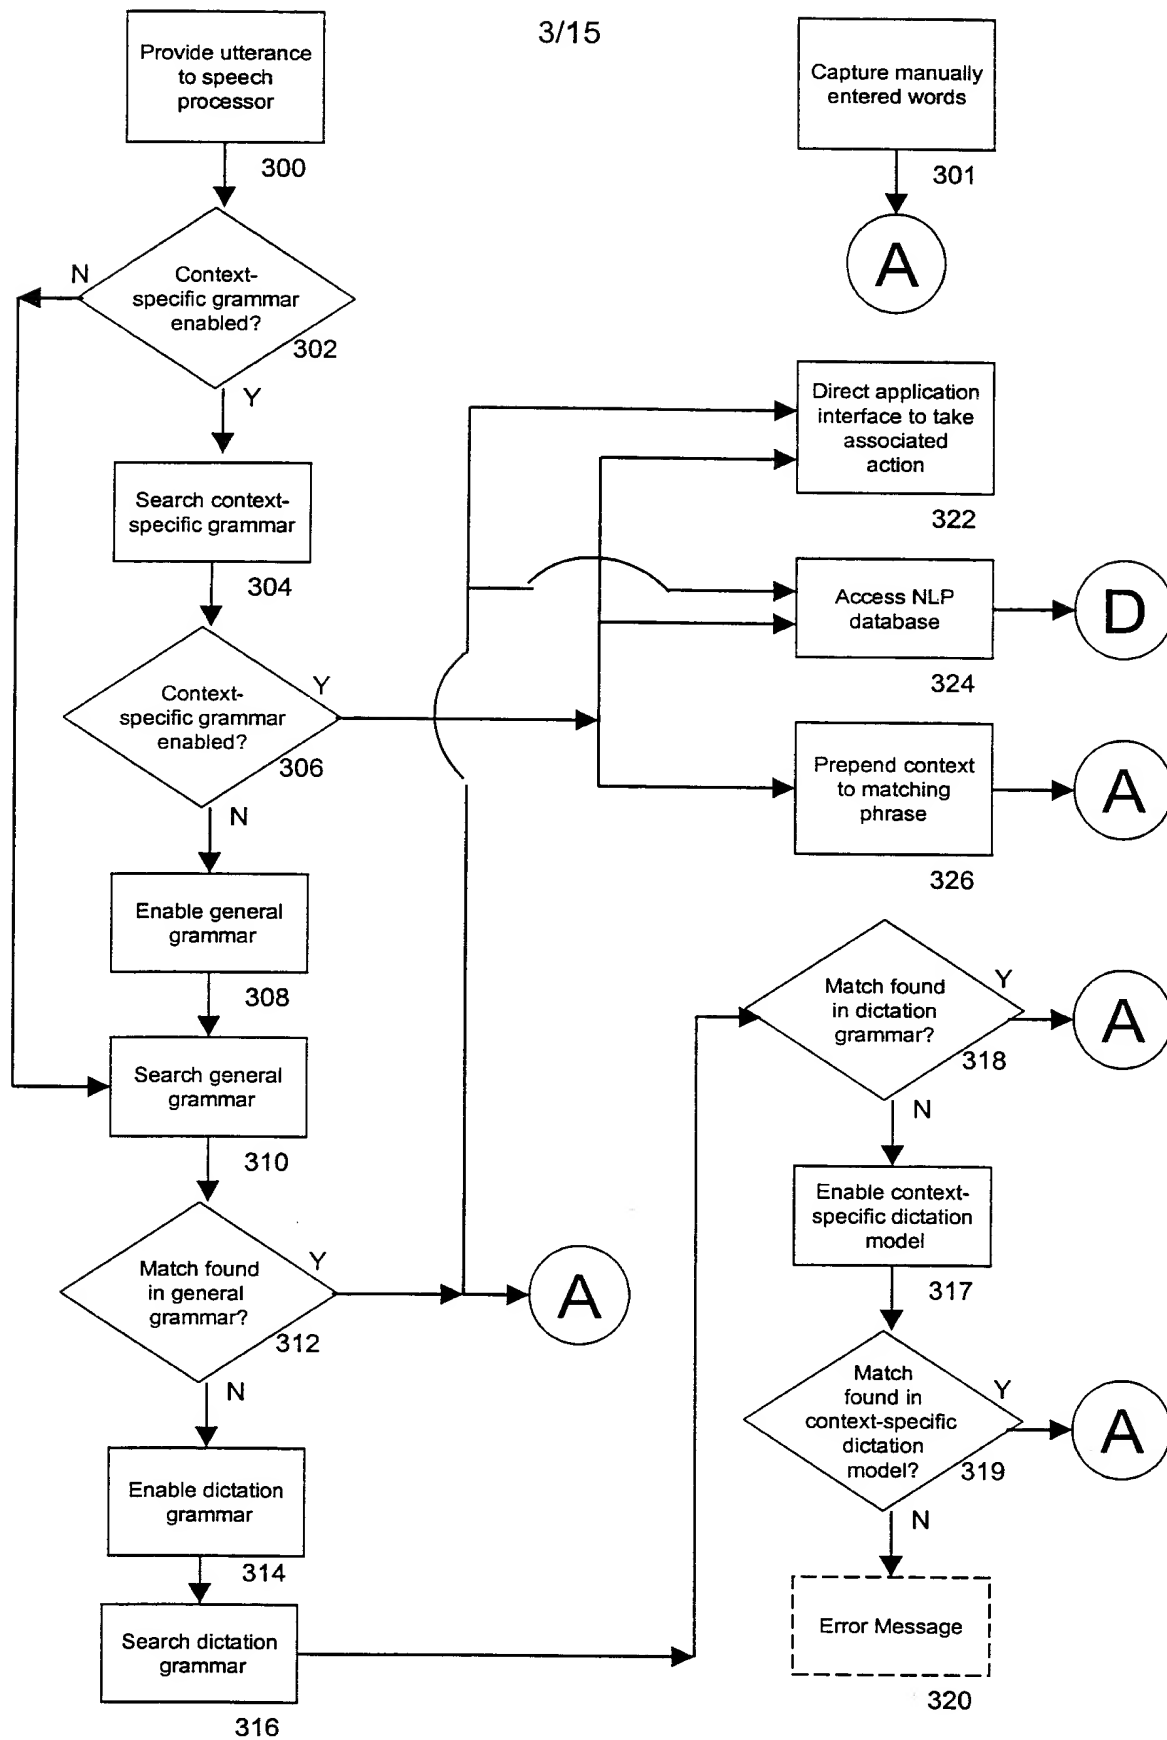 3/15
Provide utterance
to speech
processor
300
Context-
specific grammar
enabled?
302
N
Y
Search context-
specific grammar
304
Context-
specific grammar
enabled?
306
Y
N
Enable general
grammar
308
Search general
grammar
310
Match found
in general
grammar?
312
Y
A
N
Enable dictation
grammar
314
Search dictation
grammar
316
Capture manually
entered words
301
A
Direct application
interface to take
associated
action
322
Access NLP
database
324
D
Prepend context
to matching
phrase
326
A
Match found
in dictation
grammar?
318
Y
A
N
Enable context-
specific dictation
model
317
Match
found in
context-specific
dictation
model?
319
Y
A
N
Error Message
320